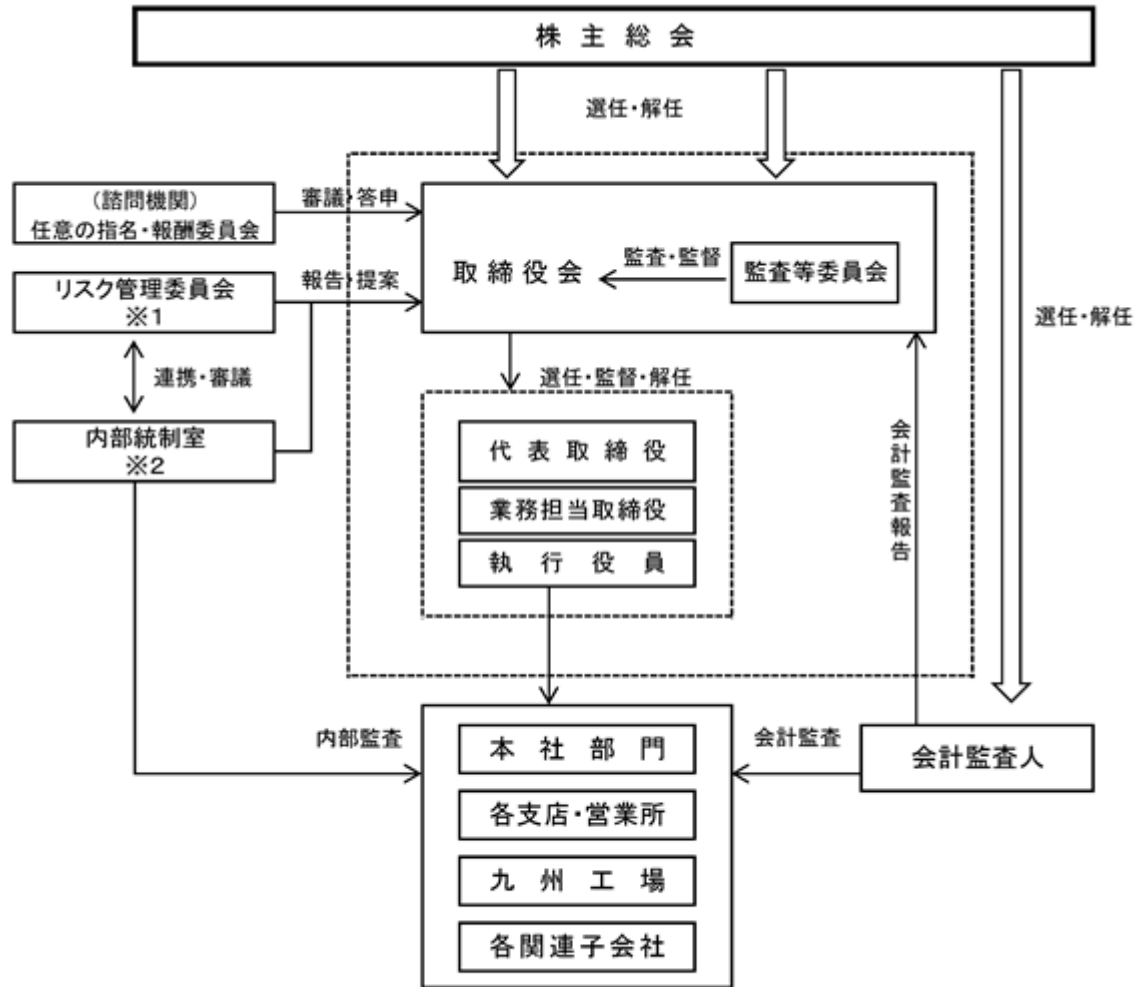 株主総会
選任・解任
(諮問機関)
任意の指名・報酬委員会
審議・答申
取締役会
監査・監督
監査等委員会
リスク管理委員会
※1
報告・提案
選任・解任
連携・審議
選任・監督・解任
内部統制室
※2
代表取締役
業務担当取締役
執行役員
会計監査報告
内部監査
本社部門
会計監査
会計監査人
各支店・営業所
九州工場
各関連子会社